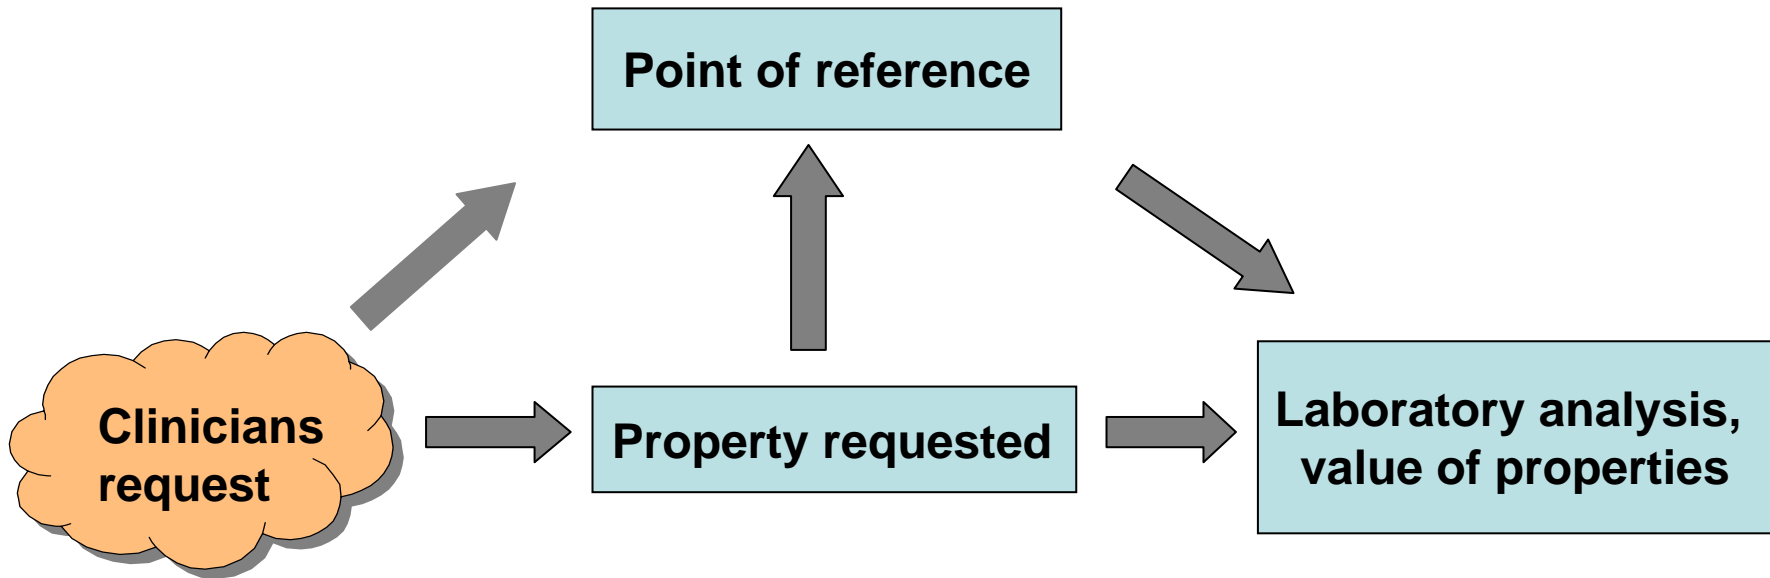 Point of reference
Clinicians
request
Property requested
Laboratory analysis,
value of properties